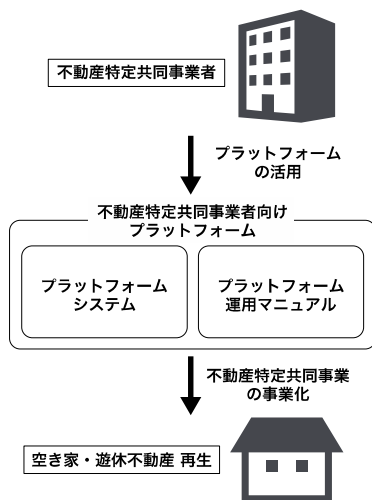 不動産特定共同事業者
プラットフォーム
の活用
不動産特定共同事業者向け
プラットフォーム
プラットフォーム
システム
プラットフォーム
運用マニュアル
不動産特定共同事業
の事業化
空き家・遊休不動産 再生